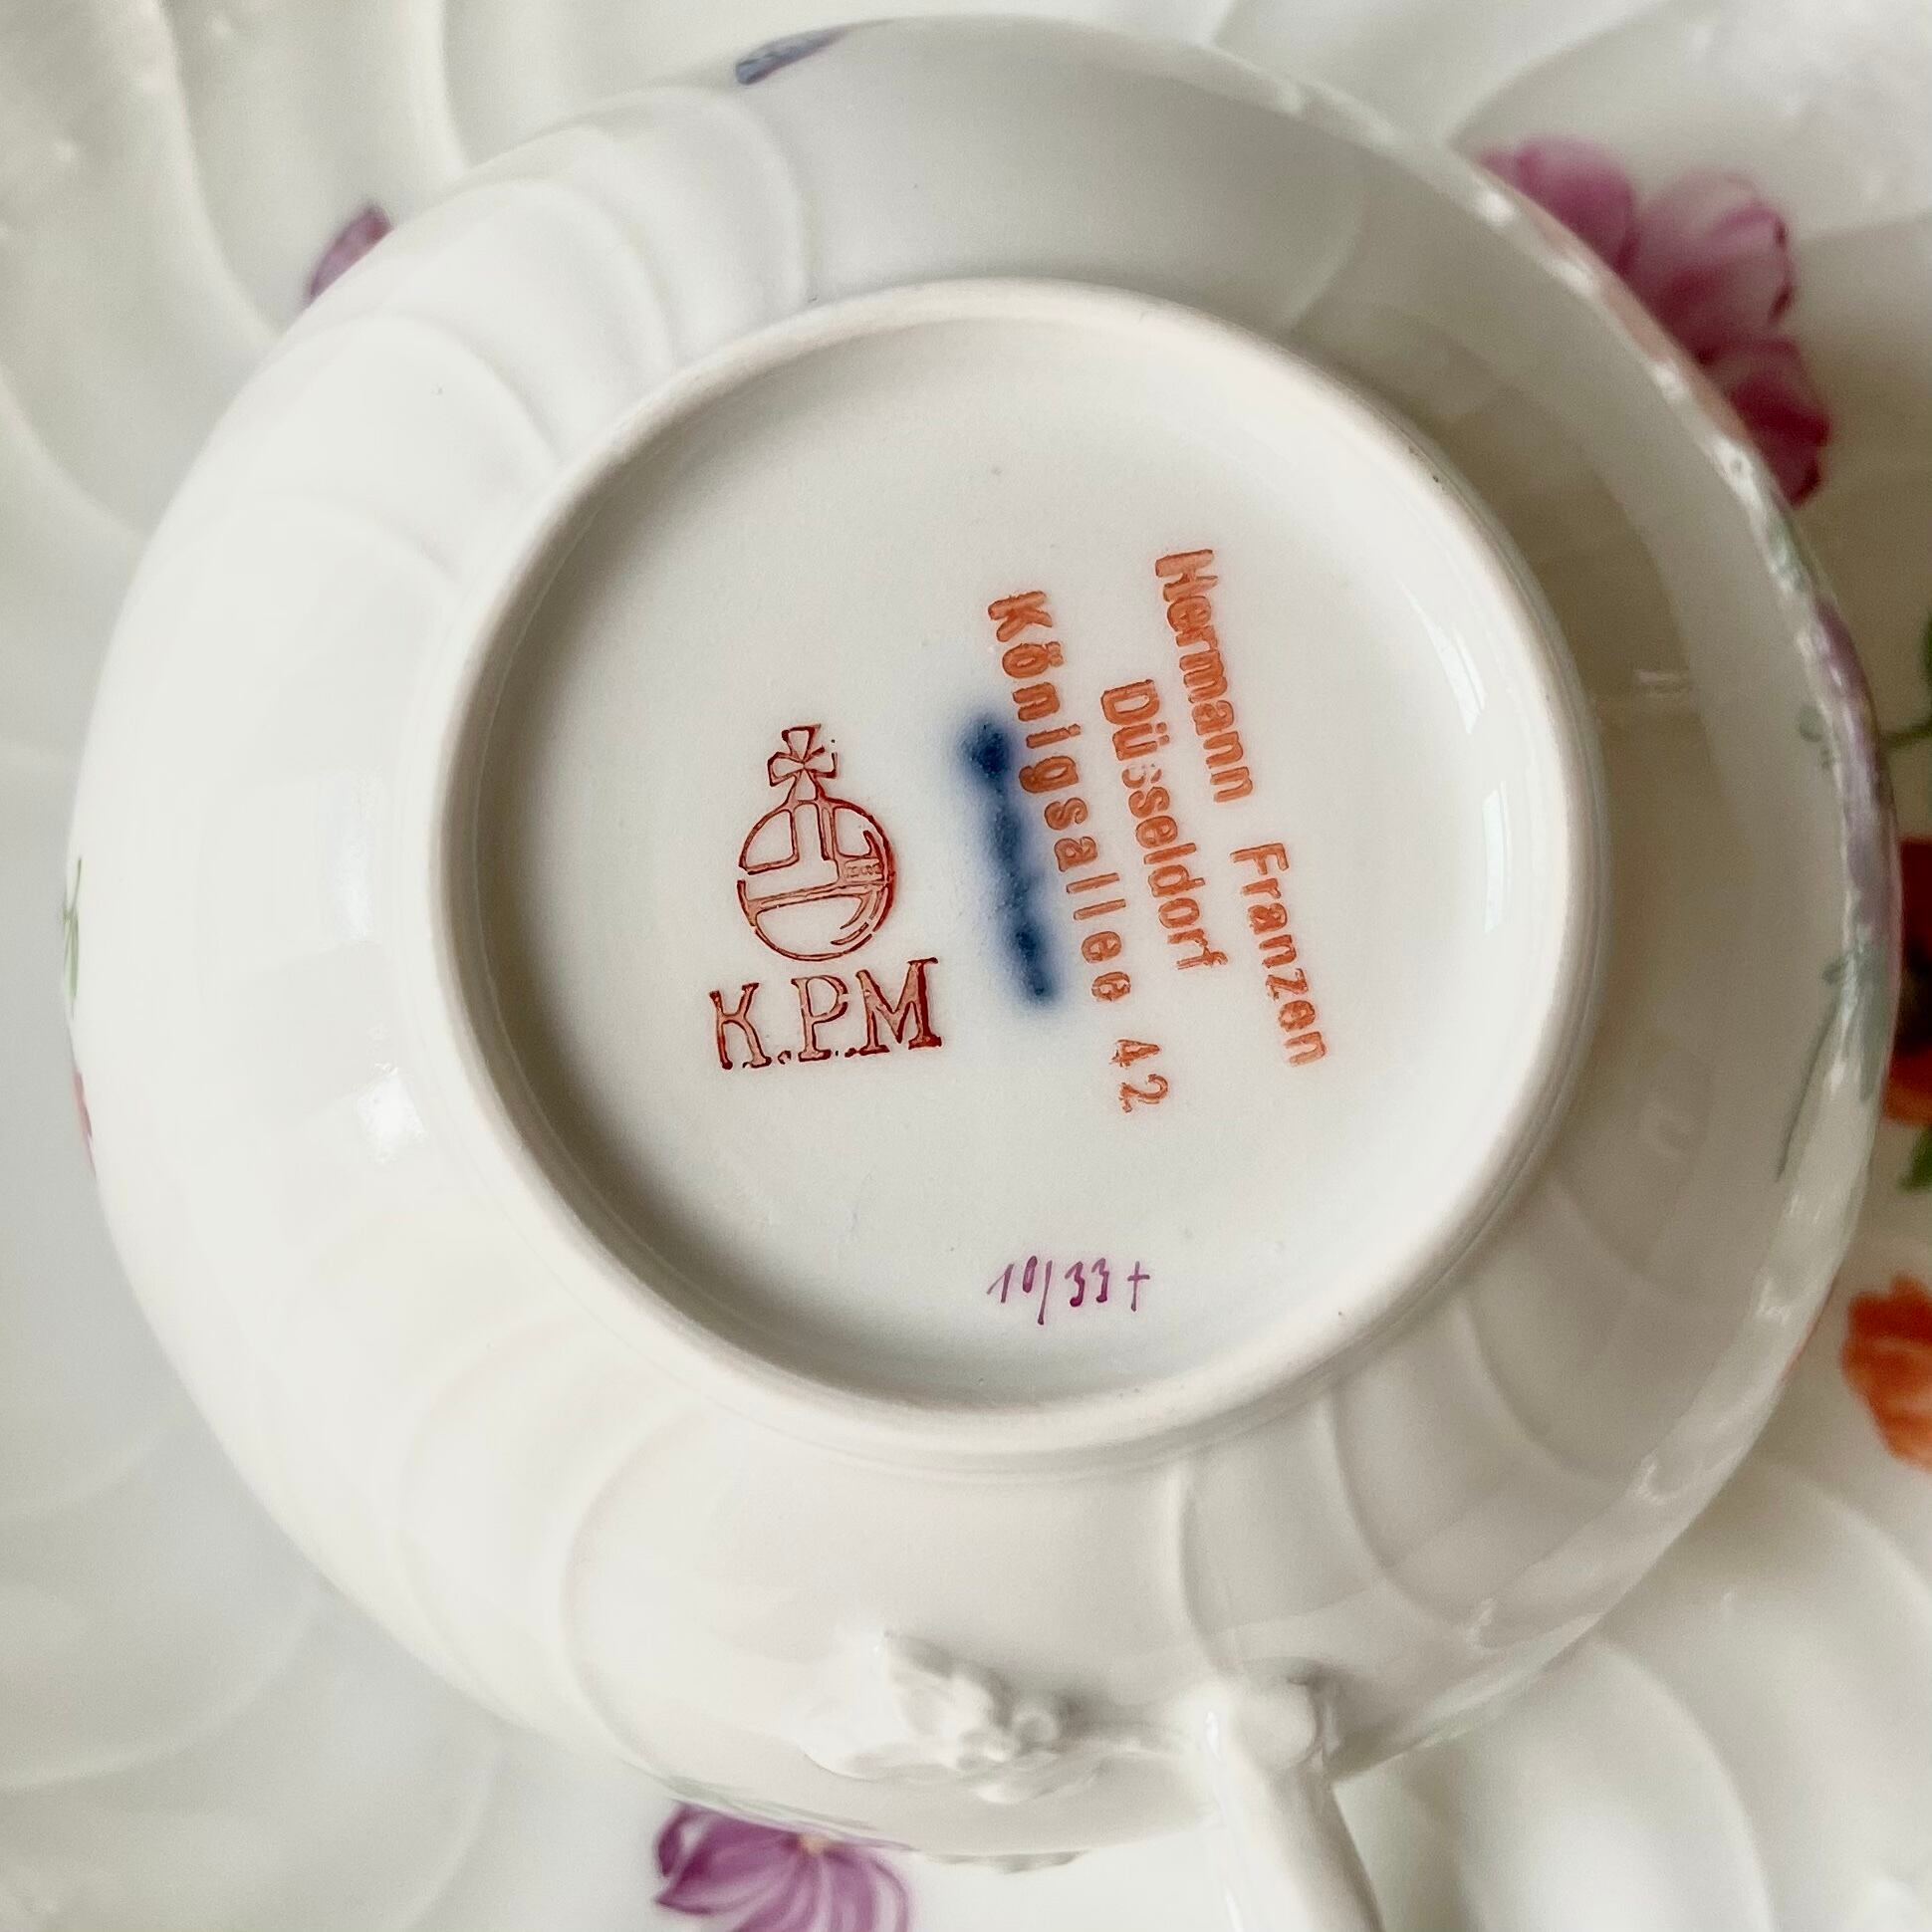 K.P.M
Hermann Franzen
Düsseldorf
Königsallee 42
10/33+